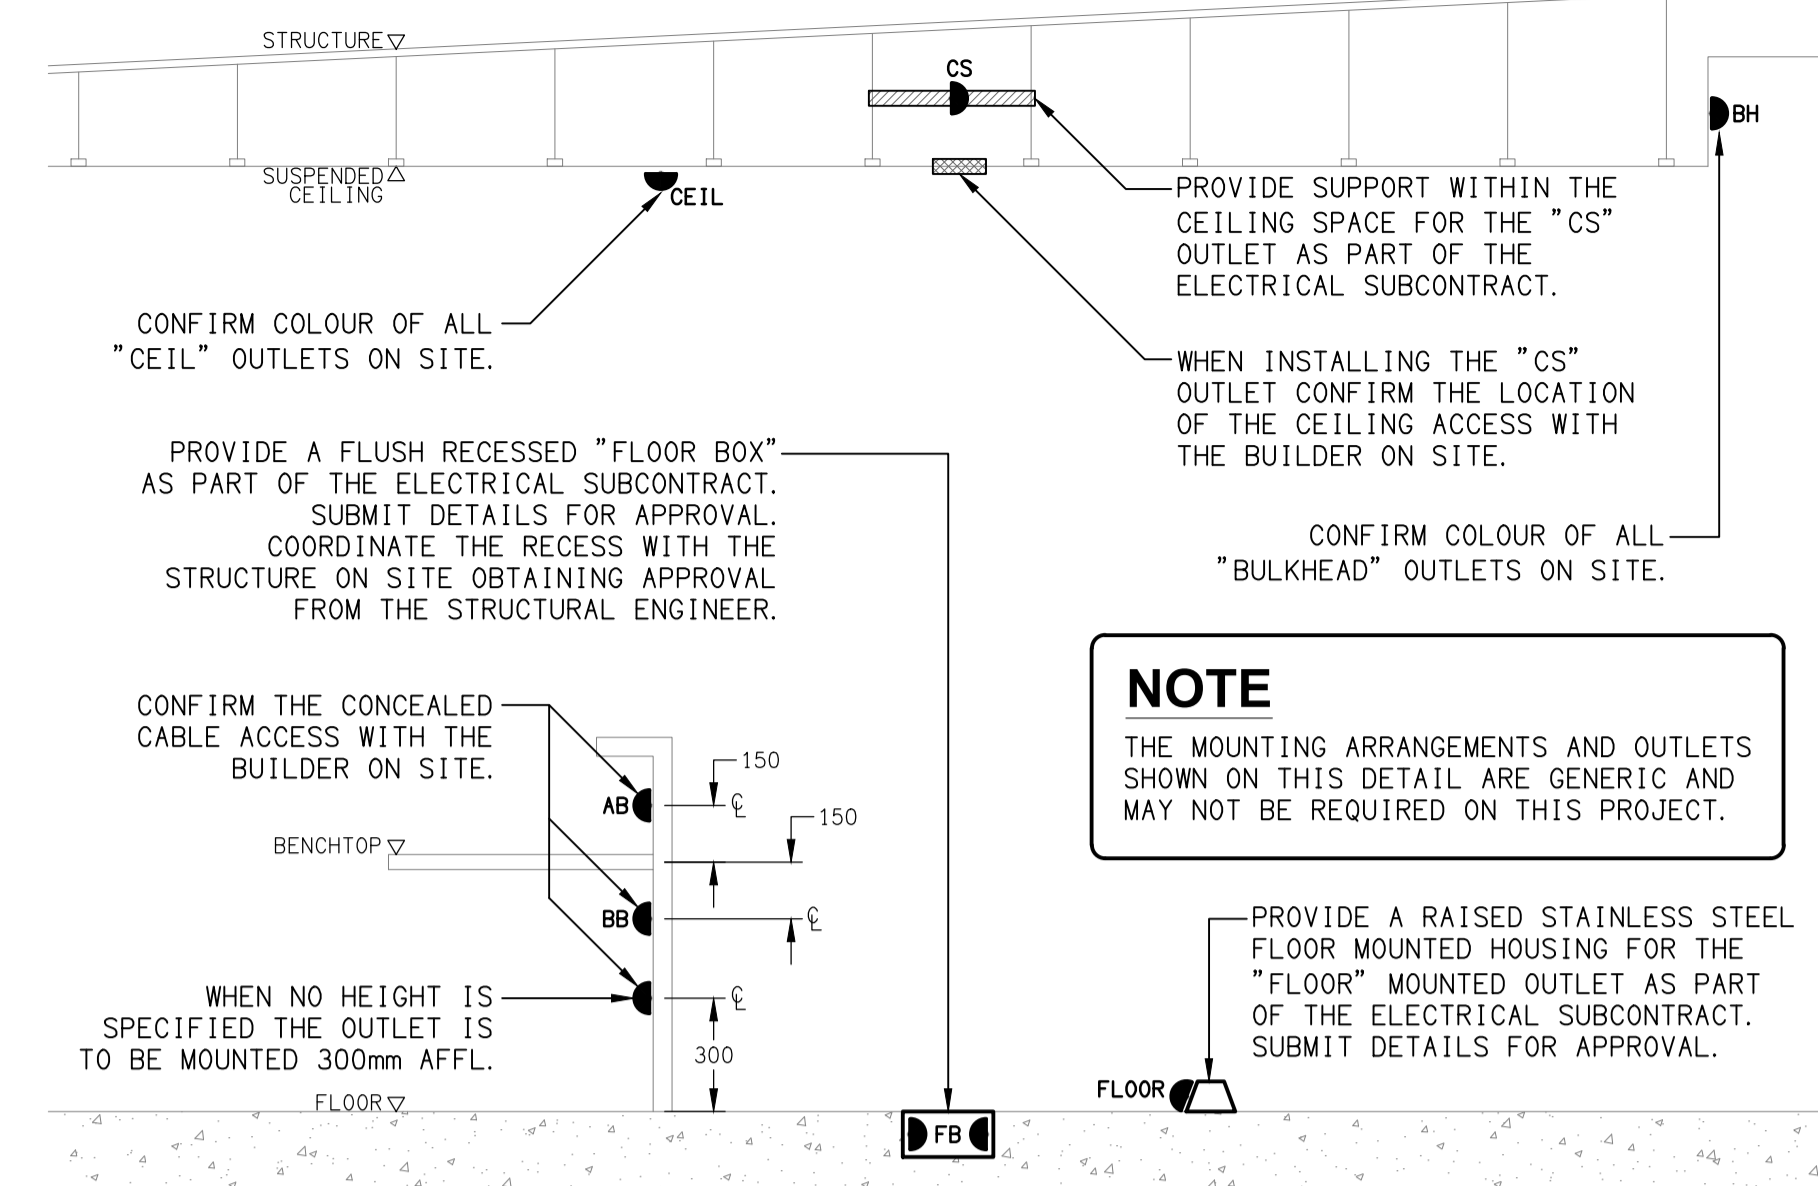 STRUCTURE
CS
BH
SUSPENDED
CEILING
CEIL
PROVIDE SUPPORT WITHIN THE
CEILING SPACE FOR THE "CS"
OUTLET AS PART OF THE
ELECTRICAL SUBCONTRACT.
CONFIRM COLOUR OF ALL
"CEIL" OUTLETS ON SITE.
WHEN INSTALLING THE "CS"
OUTLET CONFIRM THE LOCATION
OF THE CEILING ACCESS WITH
THE BUILDER ON SITE.
PROVIDE A FLUSH RECESSED "FLOOR BOX"
AS PART OF THE ELECTRICAL SUBCONTRACT.
SUBMIT DETAILS FOR APPROVAL.
COORDINATE THE RECESS WITH THE
STRUCTURE ON SITE OBTAINING APPROVAL
FROM THE STRUCTURAL ENGINEER.
CONFIRM COLOUR OF ALL
"BULKHEAD" OUTLETS ON SITE.
NOTE
THE MOUNTING ARRANGEMENTS AND OUTLETS
SHOWN ON THIS DETAIL ARE GENERIC AND
MAY NOT BE REQUIRED ON THIS PROJECT.
CONFIRM THE CONCEALED
CABLE ACCESS WITH THE
BUILDER ON SITE.
150
AB
℄
150
BENCHTOP
BB
℄
WHEN NO HEIGHT IS
SPECIFIED THE OUTLET IS
TO BE MOUNTED 300mm AFFL.
℄
300
FLOOR
PROVIDE A RAISED STAINLESS STEEL
FLOOR MOUNTED HOUSING FOR THE
"FLOOR" MOUNTED OUTLET AS PART
OF THE ELECTRICAL SUBCONTRACT.
SUBMIT DETAILS FOR APPROVAL.
FLOOR
FB